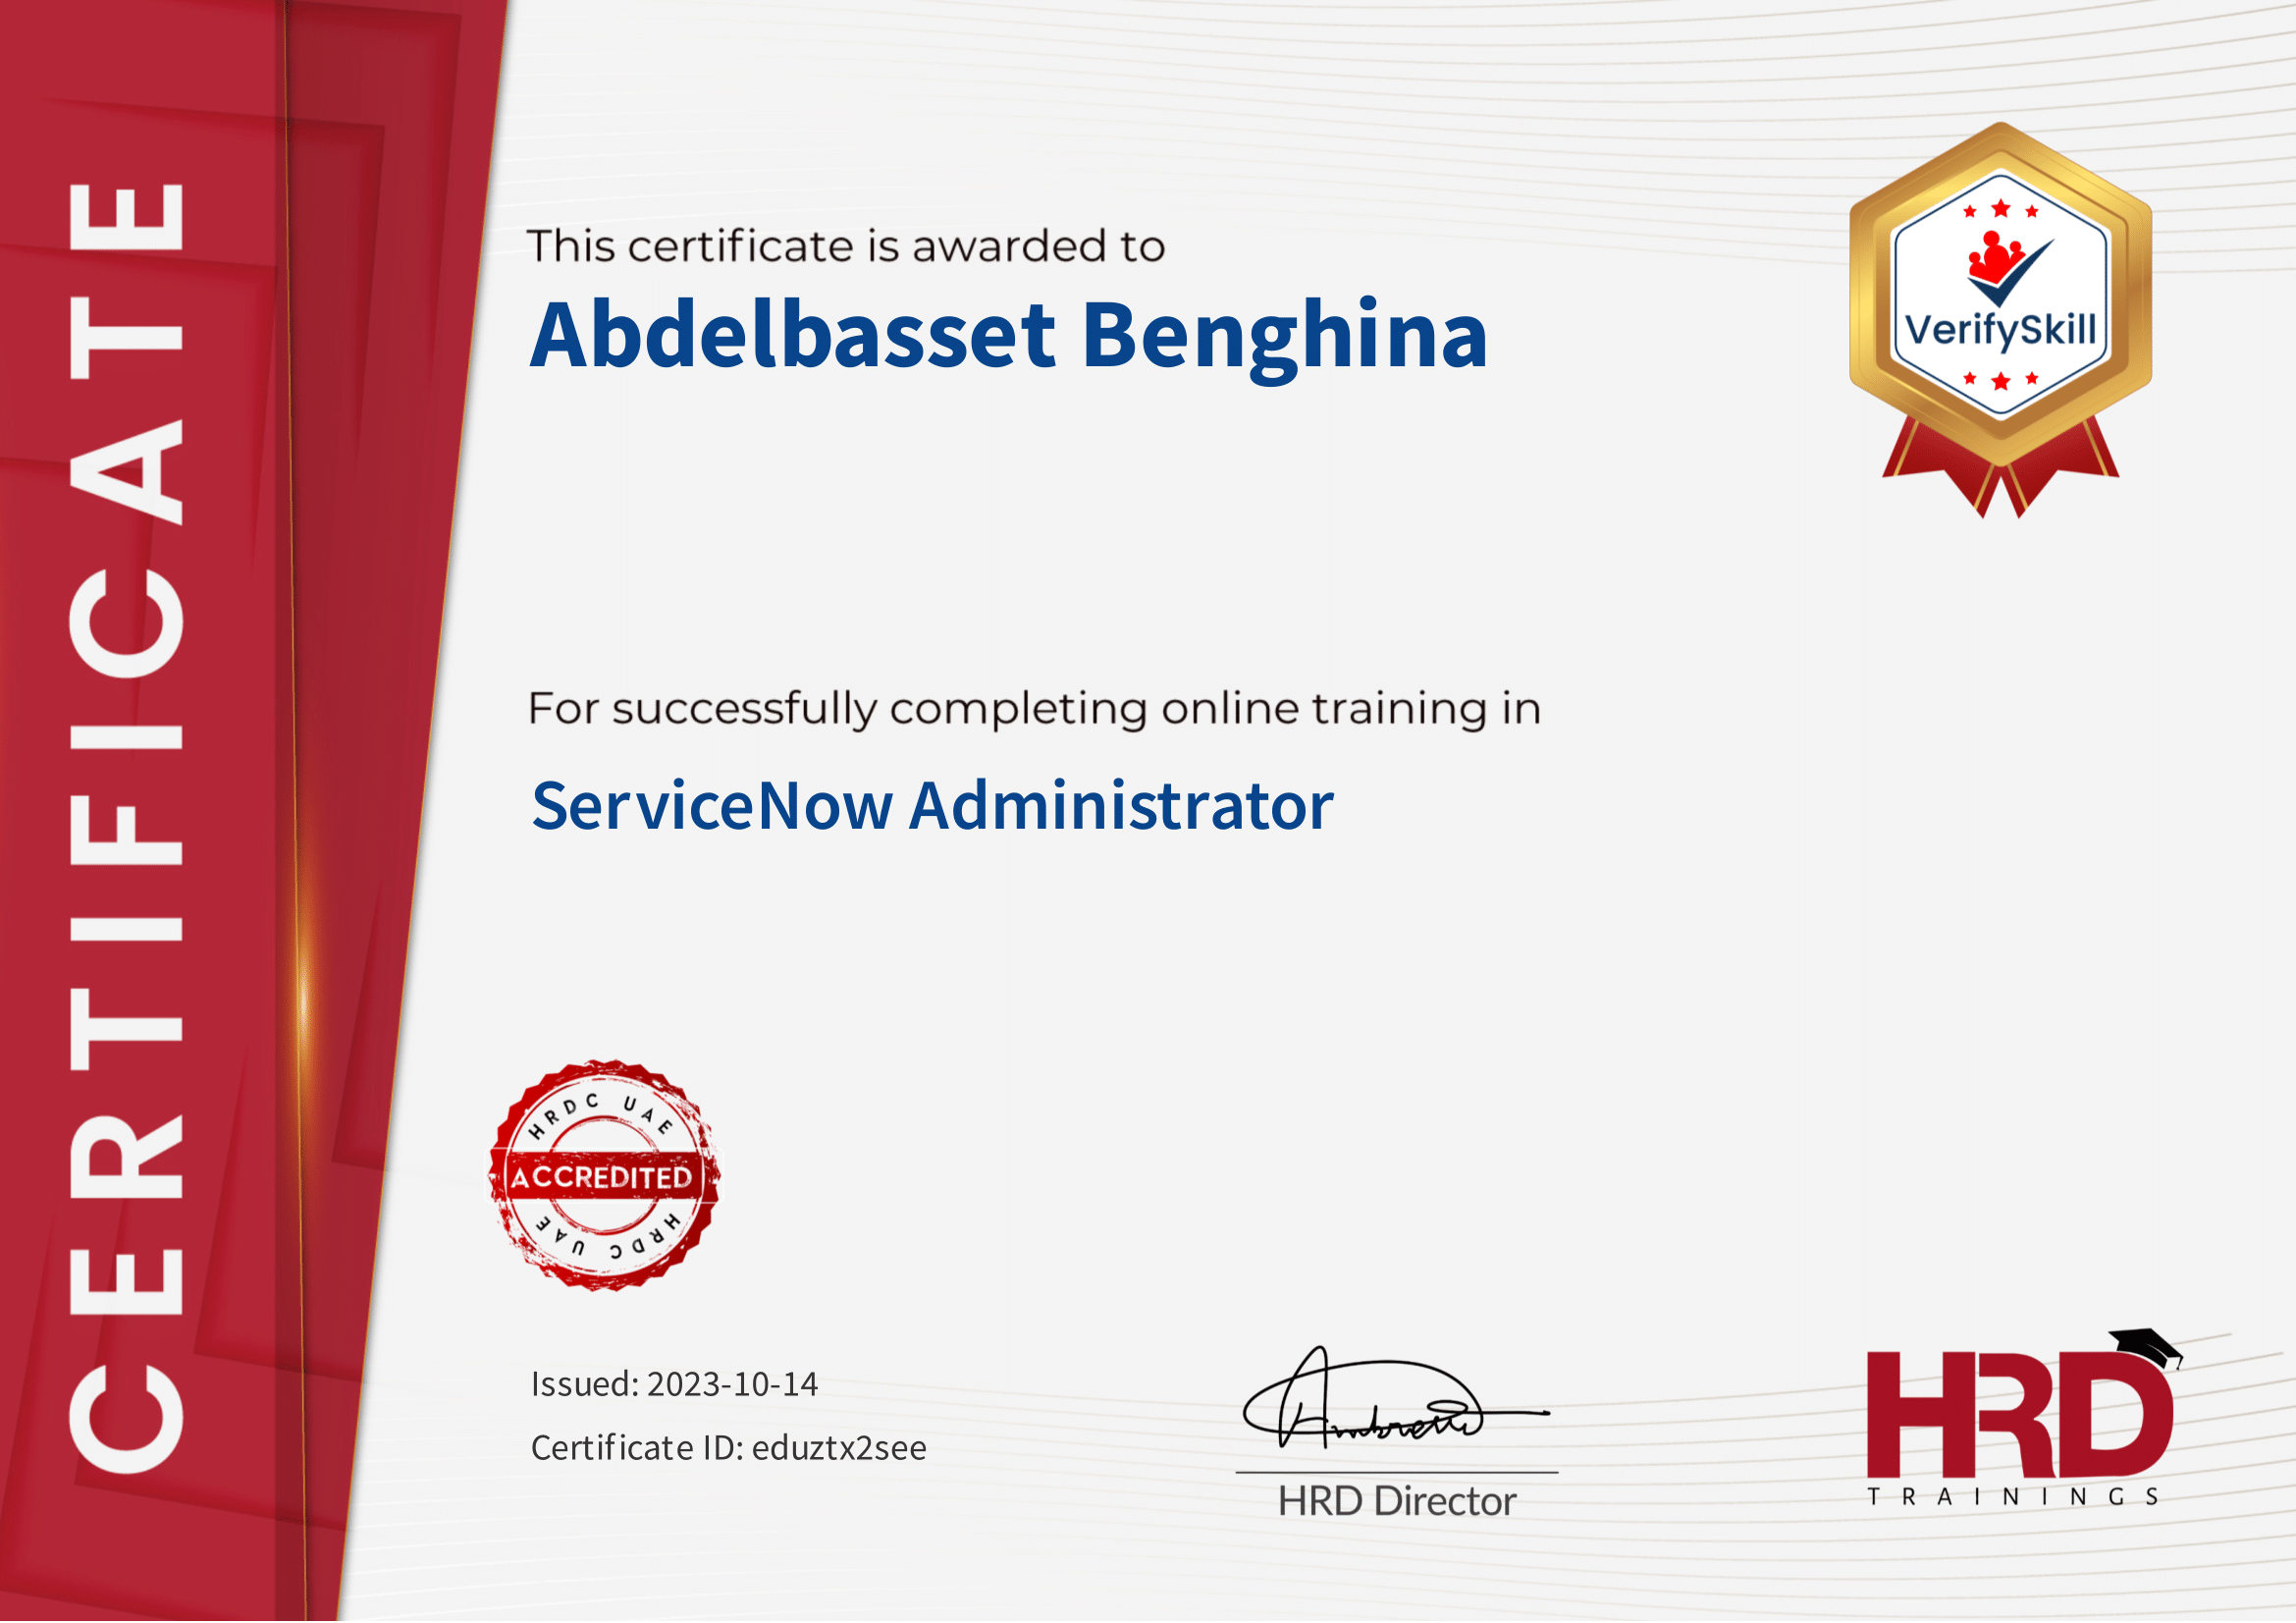 CERTIFICATE
This certificate is awarded to
Abdelbasset Benghina
VerifySkill
For successfully completing online training in
ServiceNow Administrator
HRDC UAE
ACCREDITED
HRDC UAE
Issued: 2023-10-14
Certificate ID: eduztx2see
HRD Director
HRD
TRAININGS